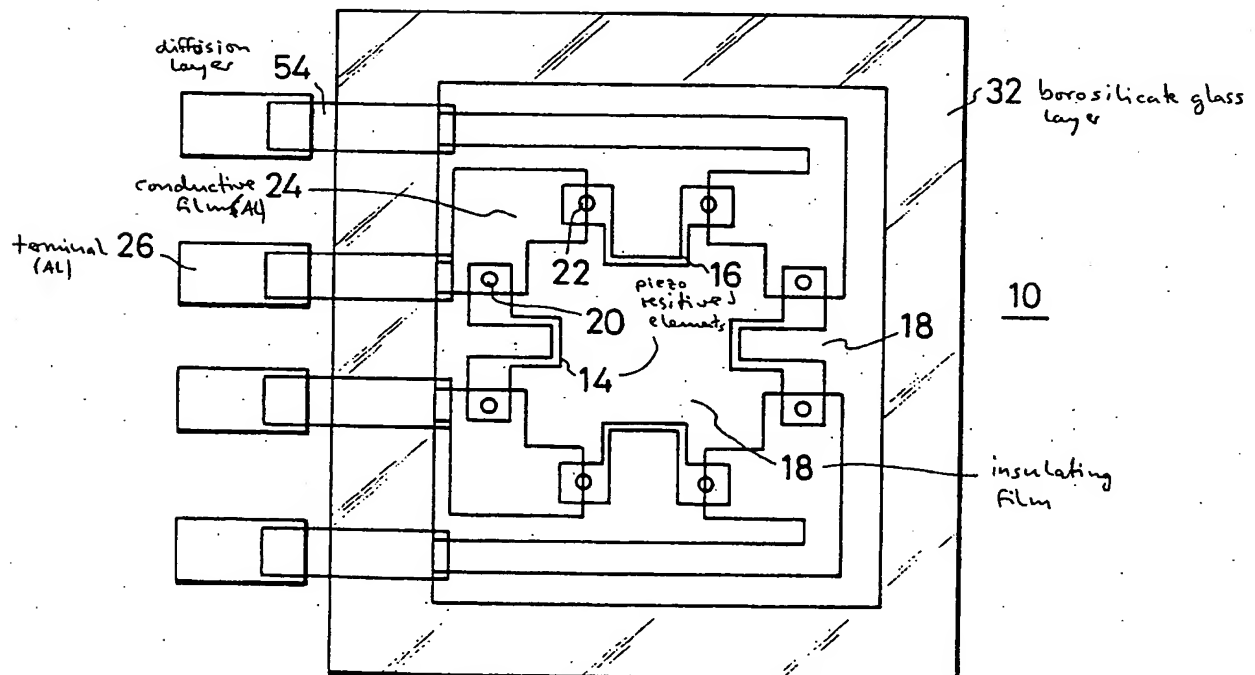 diffusion
layer 54
32 borosilicate glass
layer
conductive 24
film (Al)
terminal 26
(AL)
22
16
piezo
resitive
elements
20
10
18
14
18
insulating
film